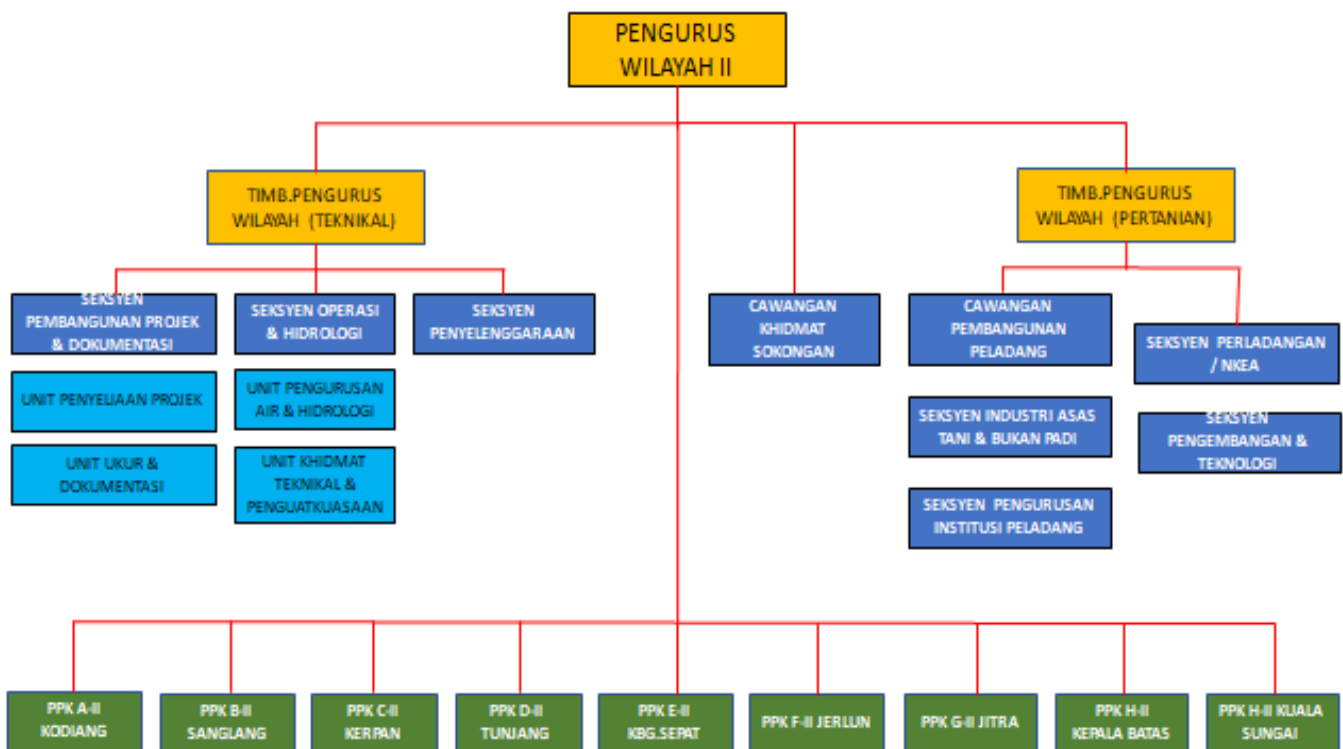 PENGURUS
WILAYAH II
TIMB.PENGURUS
WILAYAH (TEKNIKAL)
TIMB.PENGURUS
WILAYAH (PERTANIAN)
SEKSYEN
PEMBANGUNAN PROJEK
& DOKUMENTASI
SEKSYEN OPERASI
& HIDROLOGI
SEKSYEN
PENYELENGGARAAN
CAWANGAN
KHIDMAT
SOKONGAN
CAWANGAN
PEMBANGUNAN
PELADANG
SEKSYEN PERLADANGAN
/ NKEA
UNIT PENYELIAAN PROJEK
UNIT PENGURUSAN
AIR & HIDROLOGI
SEKSYEN INDUSTRI ASAS
TANI & BUKAN PADI
SEKSYEN
PENGEMBANGAN &
TEKNOLOGI
UNIT UKUR &
DOKUMENTASI
UNIT KHIDMAT
TEKNIKAL &
PENGUATKUASAAN
SEKSYEN PENGURUSAN
INSTITUSI PELADANG
PPK A-II
KODIANG
PPK B-II
SANGLANG
PPK C-II
KERPAN
PPK D-II
TUNJANG
PPK E-II
KBG.SEPAT
PPK F-II JERLUN
PPK G-II JITRA
PPK H-II
KEPALA BATAS
PPK H-II KUALA
SUNGAI